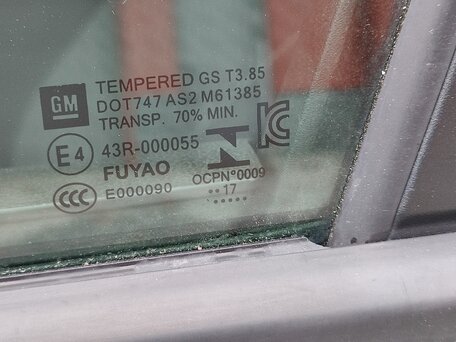 GM
TEMPERED GS T3.85
DOT747 AS2 M61385
TRANSP. 70% MIN.
E4 43R-000055
FUYAO
CCC E000090
OCPN°0009
••17
•••••